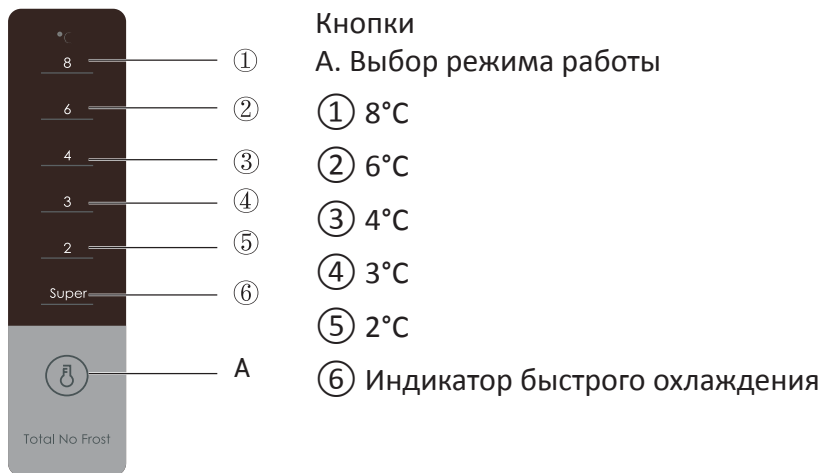 °C
8
6
4
3
2
Super
Total No Frost
①
②
③
④
⑤
⑥
A
Кнопки
А. Выбор режима работы
① 8°C
② 6°C
③ 4°C
④ 3°C
⑤ 2°C
⑥ Индикатор быстрого охлаждения